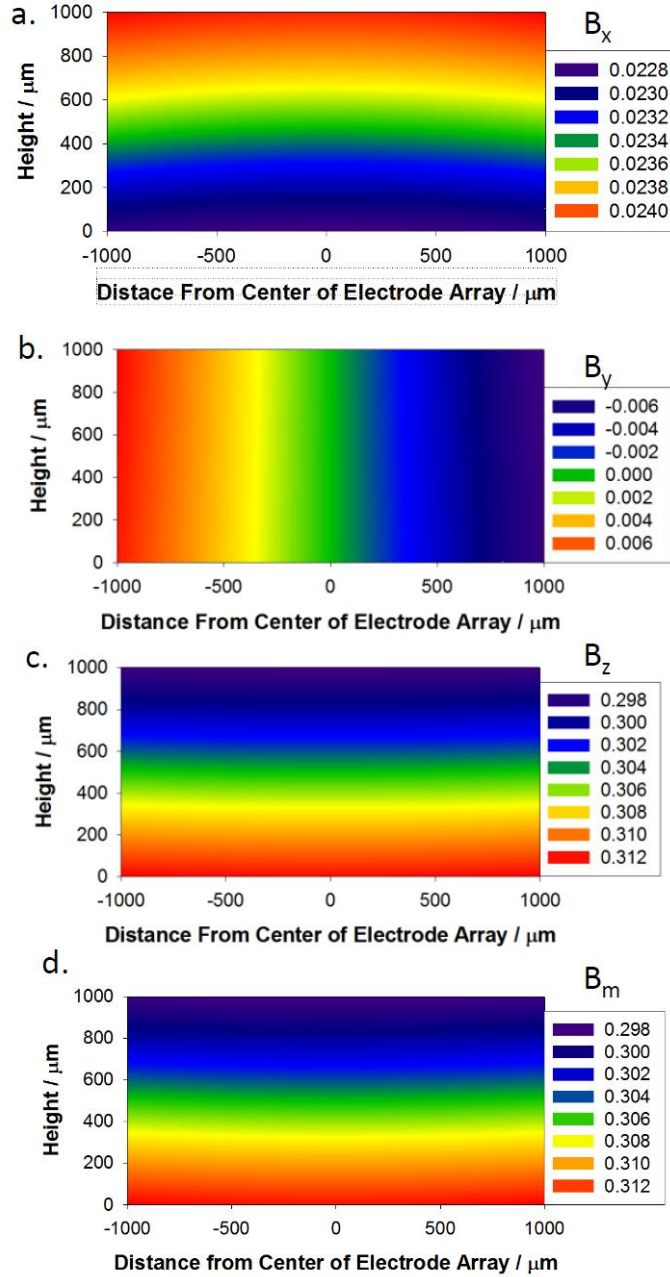 a.
B_x
1000
800
600
400
200
0
Height / μm
-1000 -500 0 500 1000
Distace From Center of Electrode Array / μm
0.0228
0.0230
0.0232
0.0234
0.0236
0.0238
0.0240
b.
B_y
1000
800
600
400
200
0
Height / μm
-1000 -500 0 500 1000
Distance From Center of Electrode Array / μm
-0.006
-0.004
-0.002
0.000
0.002
0.004
0.006
c.
B_z
1000
800
600
400
200
0
Height / μm
-1000 -500 0 500 1000
Distance From Center of Electrode Array / μm
0.298
0.300
0.302
0.304
0.306
0.308
0.310
0.312
d.
B_m
1000
800
600
400
200
0
Height / μm
-1000 -500 0 500 1000
Distance from Center of Electrode Array / μm
0.298
0.300
0.302
0.304
0.306
0.308
0.310
0.312